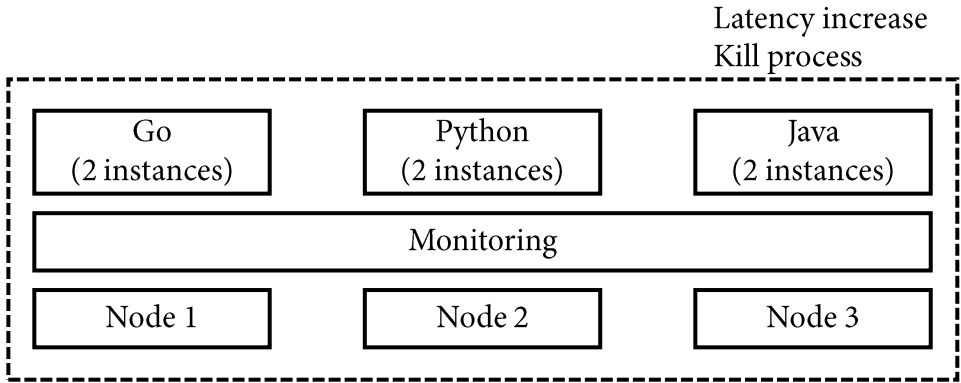 Latency increase
Kill process
Go
(2 instances)
Python
(2 instances)
Java
(2 instances)
Monitoring
Node 1
Node 2
Node 3